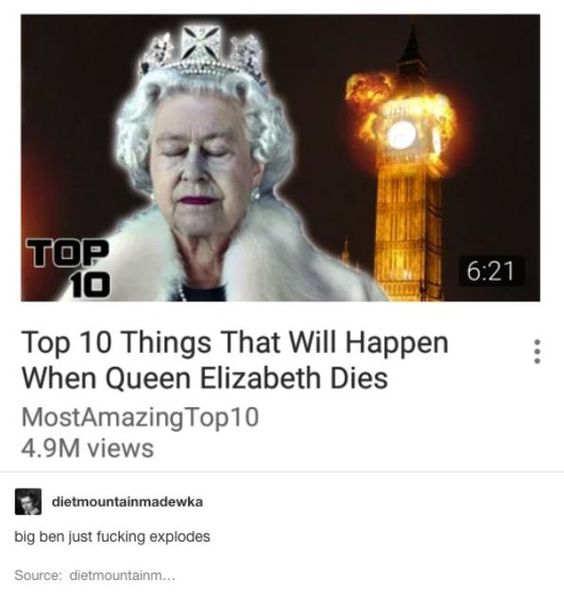 TOP
10
6:21
Top 10 Things That Will Happen
When Queen Elizabeth Dies
MostAmazingTop10
4.9M views
dietmountainmadewka
big ben just fucking explodes
Source: dietmountainm...